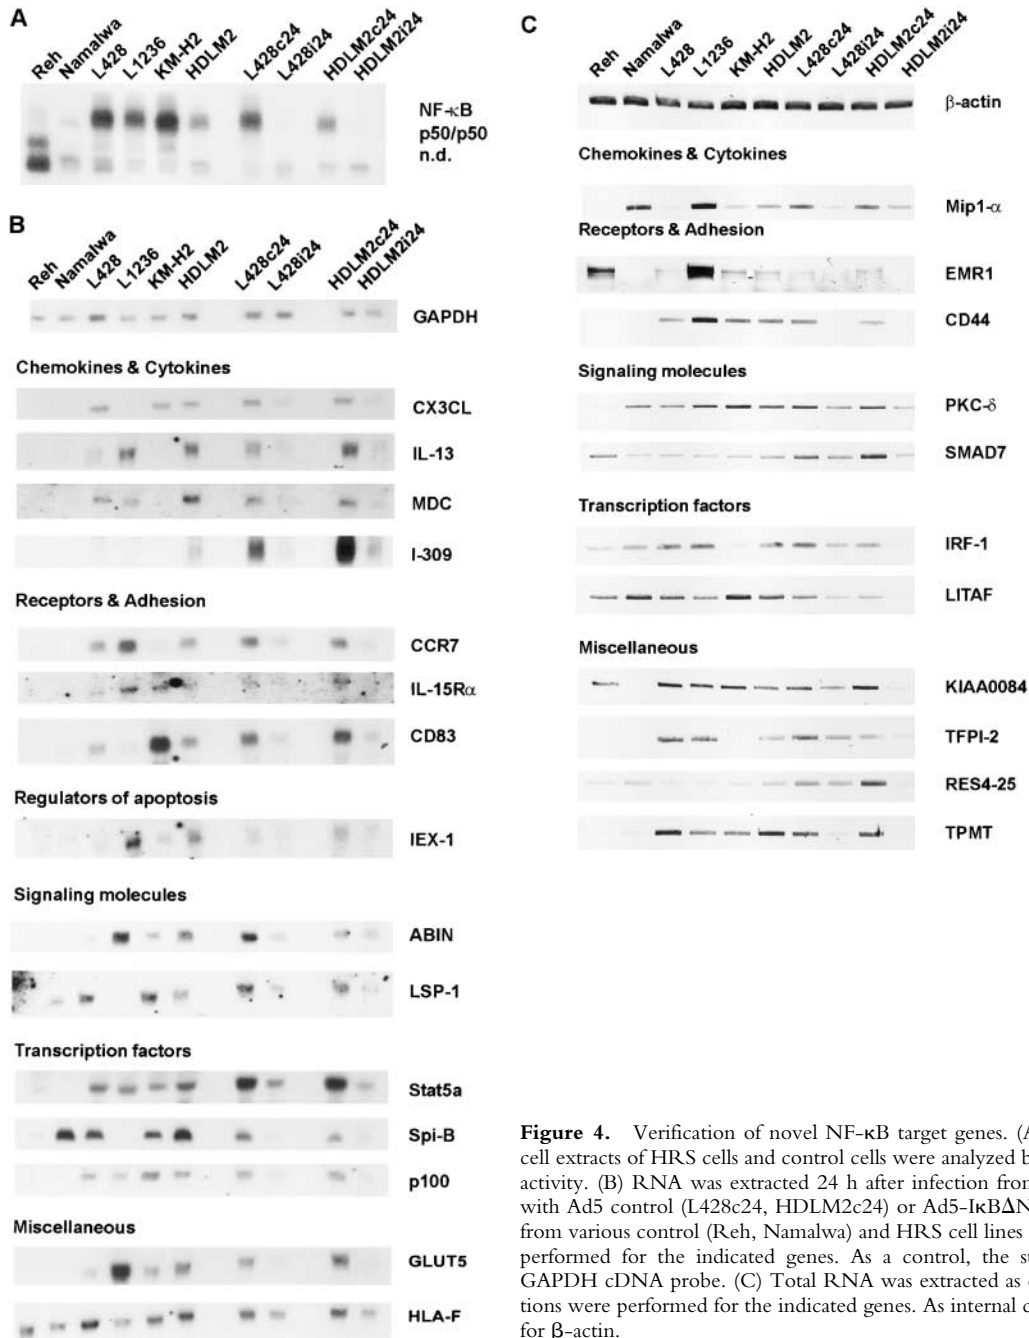 A
Reh Namalwa L428 L1236 KM-H2 HDLM2 L428c24 L428i24 HDLM2c24 HDLM2i24
NF-κB
p50/p50
n.d.
B
Reh Namalwa L428 L1236 KM-H2 HDLM2 L428c24 L428i24 HDLM2c24 HDLM2i24
GAPDH
Chemokines & Cytokines
CX3CL
IL-13
MDC
I-309
Receptors & Adhesion
CCR7
IL-15Rα
CD83
Regulators of apoptosis
IEX-1
Signaling molecules
ABIN
LSP-1
Transcription factors
Stat5a
Spi-B
p100
Miscellaneous
GLUT5
HLA-F
C
Reh Namalwa L428 L1236 KM-H2 HDLM2 L428c24 L428i24 HDLM2c24 HDLM2i24
β-actin
Chemokines & Cytokines
Mip1-α
Receptors & Adhesion
EMR1
CD44
Signaling molecules
PKC-δ
SMAD7
Transcription factors
IRF-1
LITAF
Miscellaneous
KIAA0084
TFPI-2
RES4-25
TPMT
Figure 4. Verification of novel NF-κB target genes. (A
cell extracts of HRS cells and control cells were analyzed b
activity. (B) RNA was extracted 24 h after infection from
with Ad5 control (L428c24, HDLM2c24) or Ad5-IκBΔN
from various control (Reh, Namalwa) and HRS cell lines
performed for the indicated genes. As a control, the st
GAPDH cDNA probe. (C) Total RNA was extracted as
tions were performed for the indicated genes. As internal c
for β-actin.